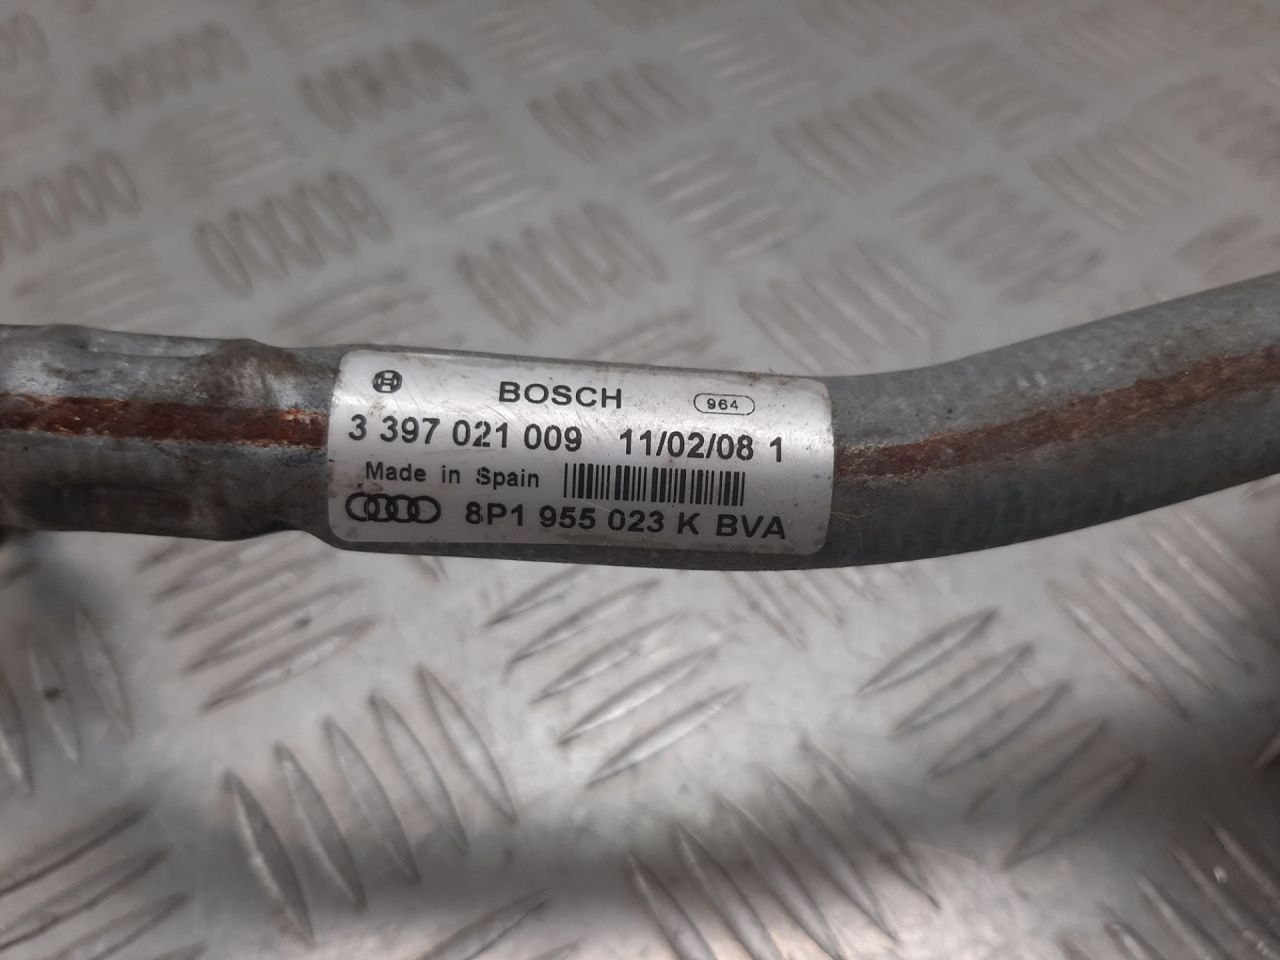 BOSCH 964
3 397 021 009 11/02/08 1
Made in Spain
8P1 955 023 K BVA